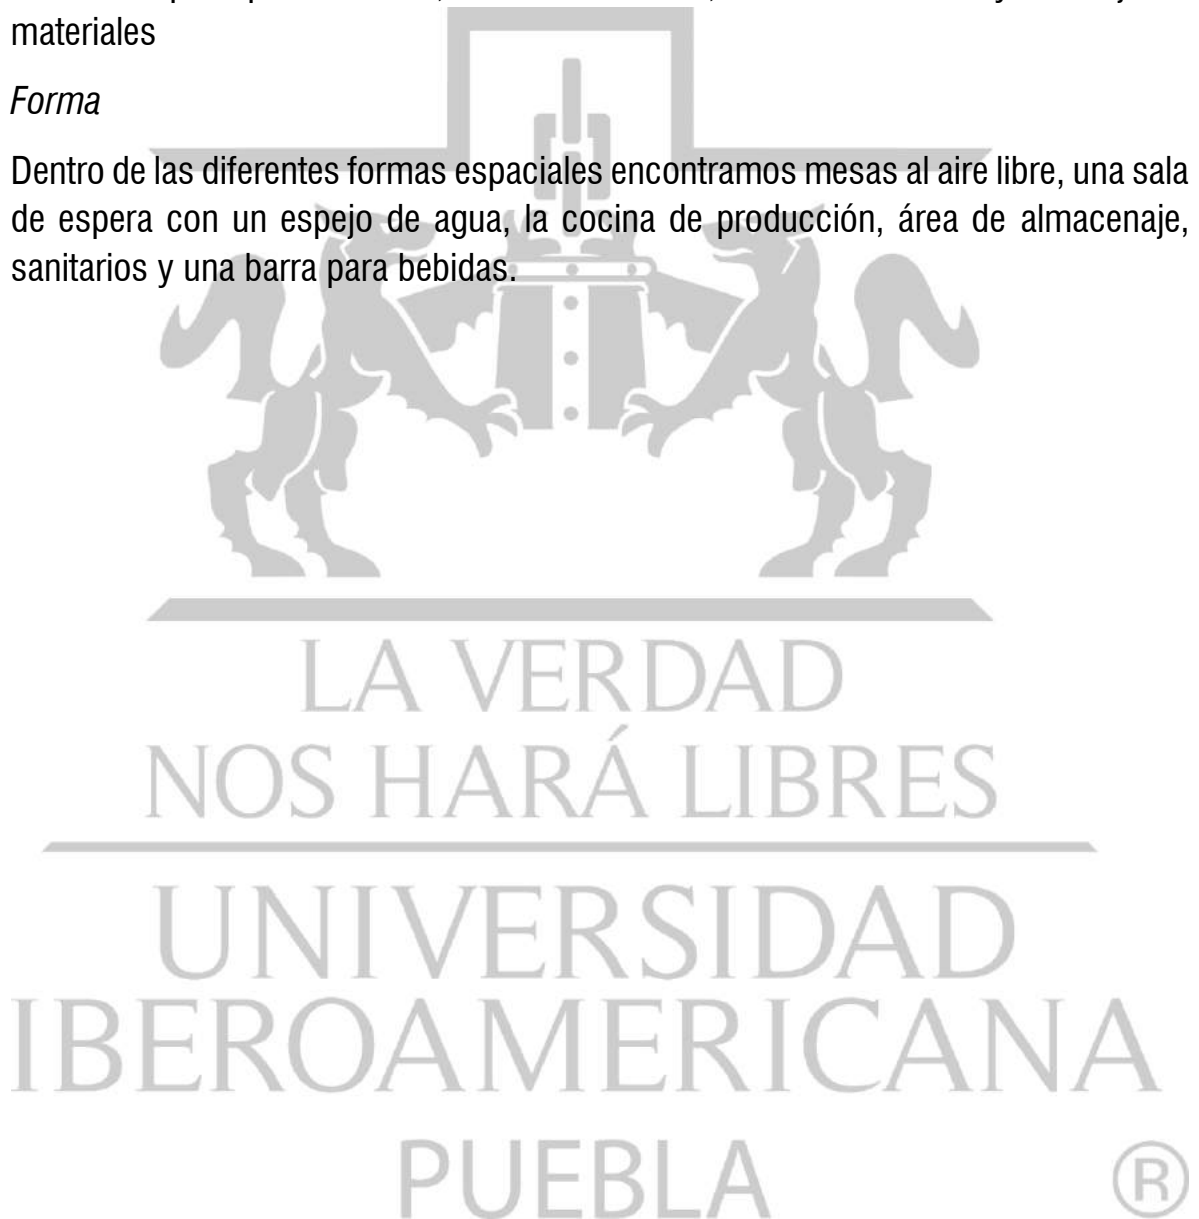 materiales
Forma
Dentro de las diferentes formas espaciales encontramos mesas al aire libre, una sala
de espera con un espejo de agua, la cocina de producción, área de almacenaje,
sanitarios y una barra para bebidas.
LA VERDAD
NOS HARÁ LIBRES
UNIVERSIDAD
IBEROAMERICANA
PUEBLA ®